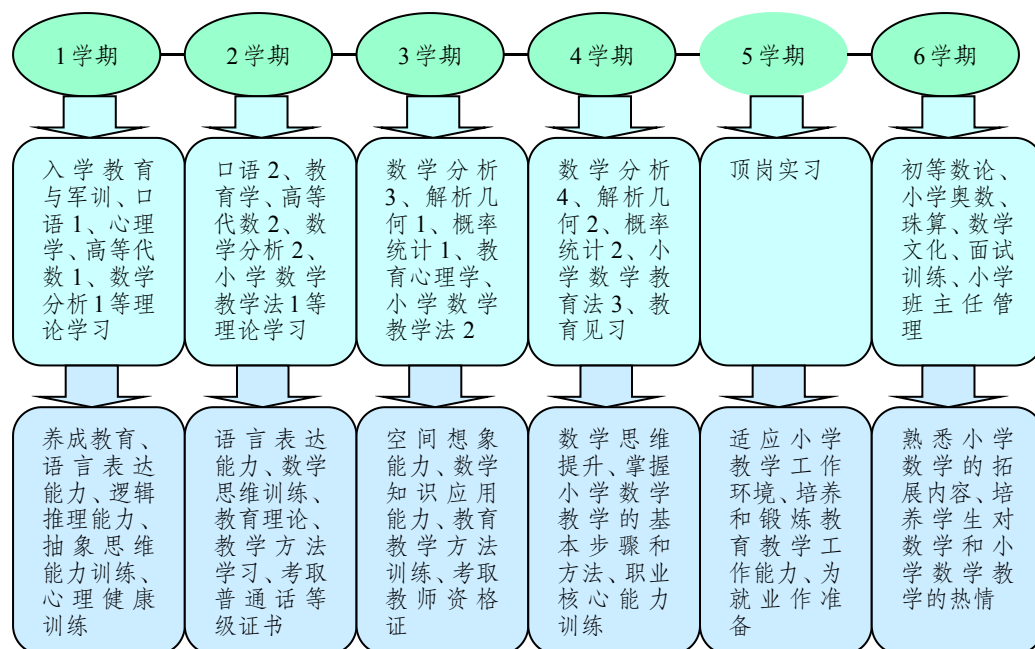 1学期
2学期
3学期
4学期
5学期
6学期
入学教育
与军训、口
语1、心理
学、高等代
数1、数学
分析1等理
论学习
口语2、教
育学、高等
代数2、数
学分析2、
小学数学
教学法1等
理论学习
数学分析
3、解析几
何1、概率
统计1、教
育心理学、
小学数学
教学法2
数学分析
4、解析几
何2、概率
统计2、小
学数学教
育法3、教
育见习
顶岗实习
初等数论、
小学奥数、
珠算、数学
文化、面试
训练、小学
班主任管
理
养成教育、
语言表达
能力、逻辑
推理能力、
抽象思维
能力训练、
心理健康
训练
语言表达
能力、数学
思维训练、
教育理论、
教学方法
学习、考取
普通话等
级证书
空间想象
能力、数学
知识应用
能力、教育
教学方法
训练、考取
教师资格
证
数学思维
提升、掌握
小学数学
教学的基
本步骤和
方法、职业
核心能力
训练
适应小学
教学工作
环境、培养
和锻炼教
育教学工
作能力、为
就业作准
备
熟悉小学
数学的拓
展内容、培
养学生对
数学和小
学数学教
学的热情